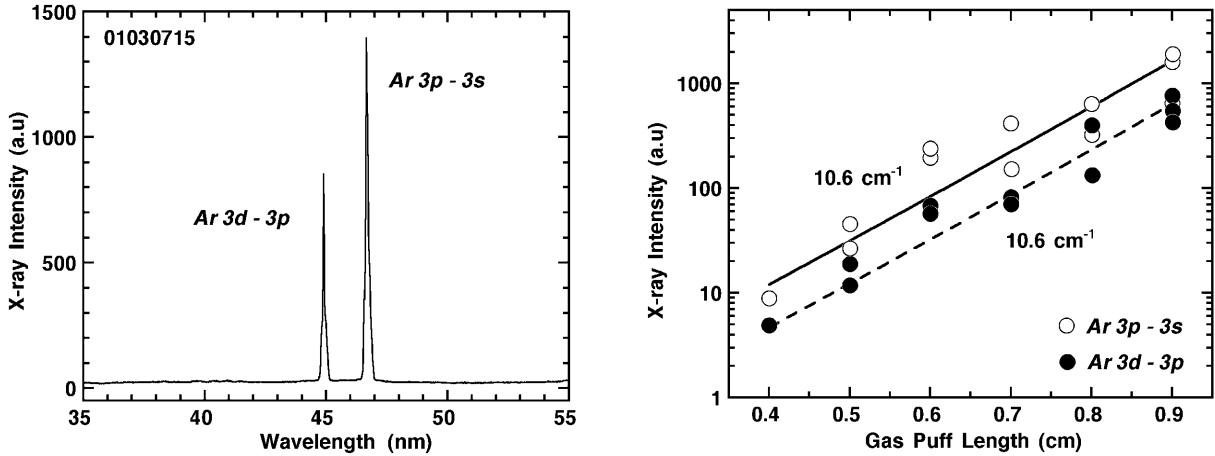 1500
01030715
Ar 3p - 3s
1000
Ar 3d - 3p
500
0
X-ray Intensity (a.u)
35 40 45 50 55
Wavelength (nm)
1000
10.6 cm-1
100
10.6 cm-1
10
Ar 3p - 3s
Ar 3d - 3p
1
X-ray Intensity (a.u)
0.4 0.5 0.6 0.7 0.8 0.9
Gas Puff Length (cm)